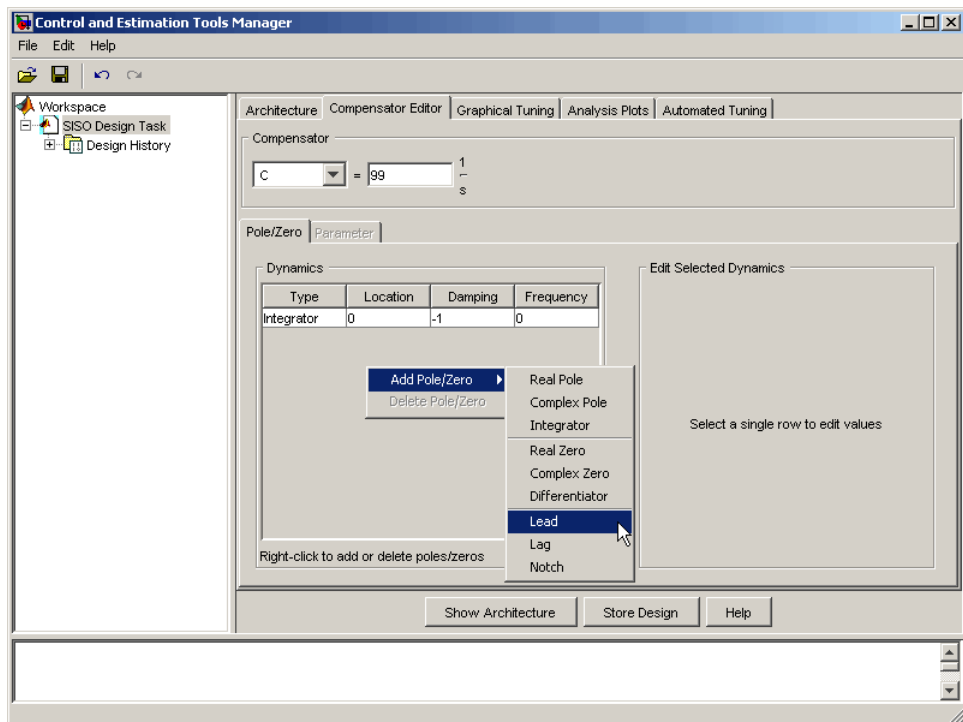 Control and Estimation Tools Manager
File Edit Help
Workspace
SISO Design Task
Design History
Architecture Compensator Editor Graphical Tuning Analysis Plots Automated Tuning
Compensator
C = 99 1
s
Pole/Zero Parameter
Dynamics
Type Location Damping Frequency
Integrator 0 -1 0
Add Pole/Zero
Delete Pole/Zero
Real Pole
Complex Pole
Integrator
Real Zero
Complex Zero
Differentiator
Lead
Lag
Notch
Right-click to add or delete poles/zeros
Edit Selected Dynamics
Select a single row to edit values
Show Architecture Store Design Help